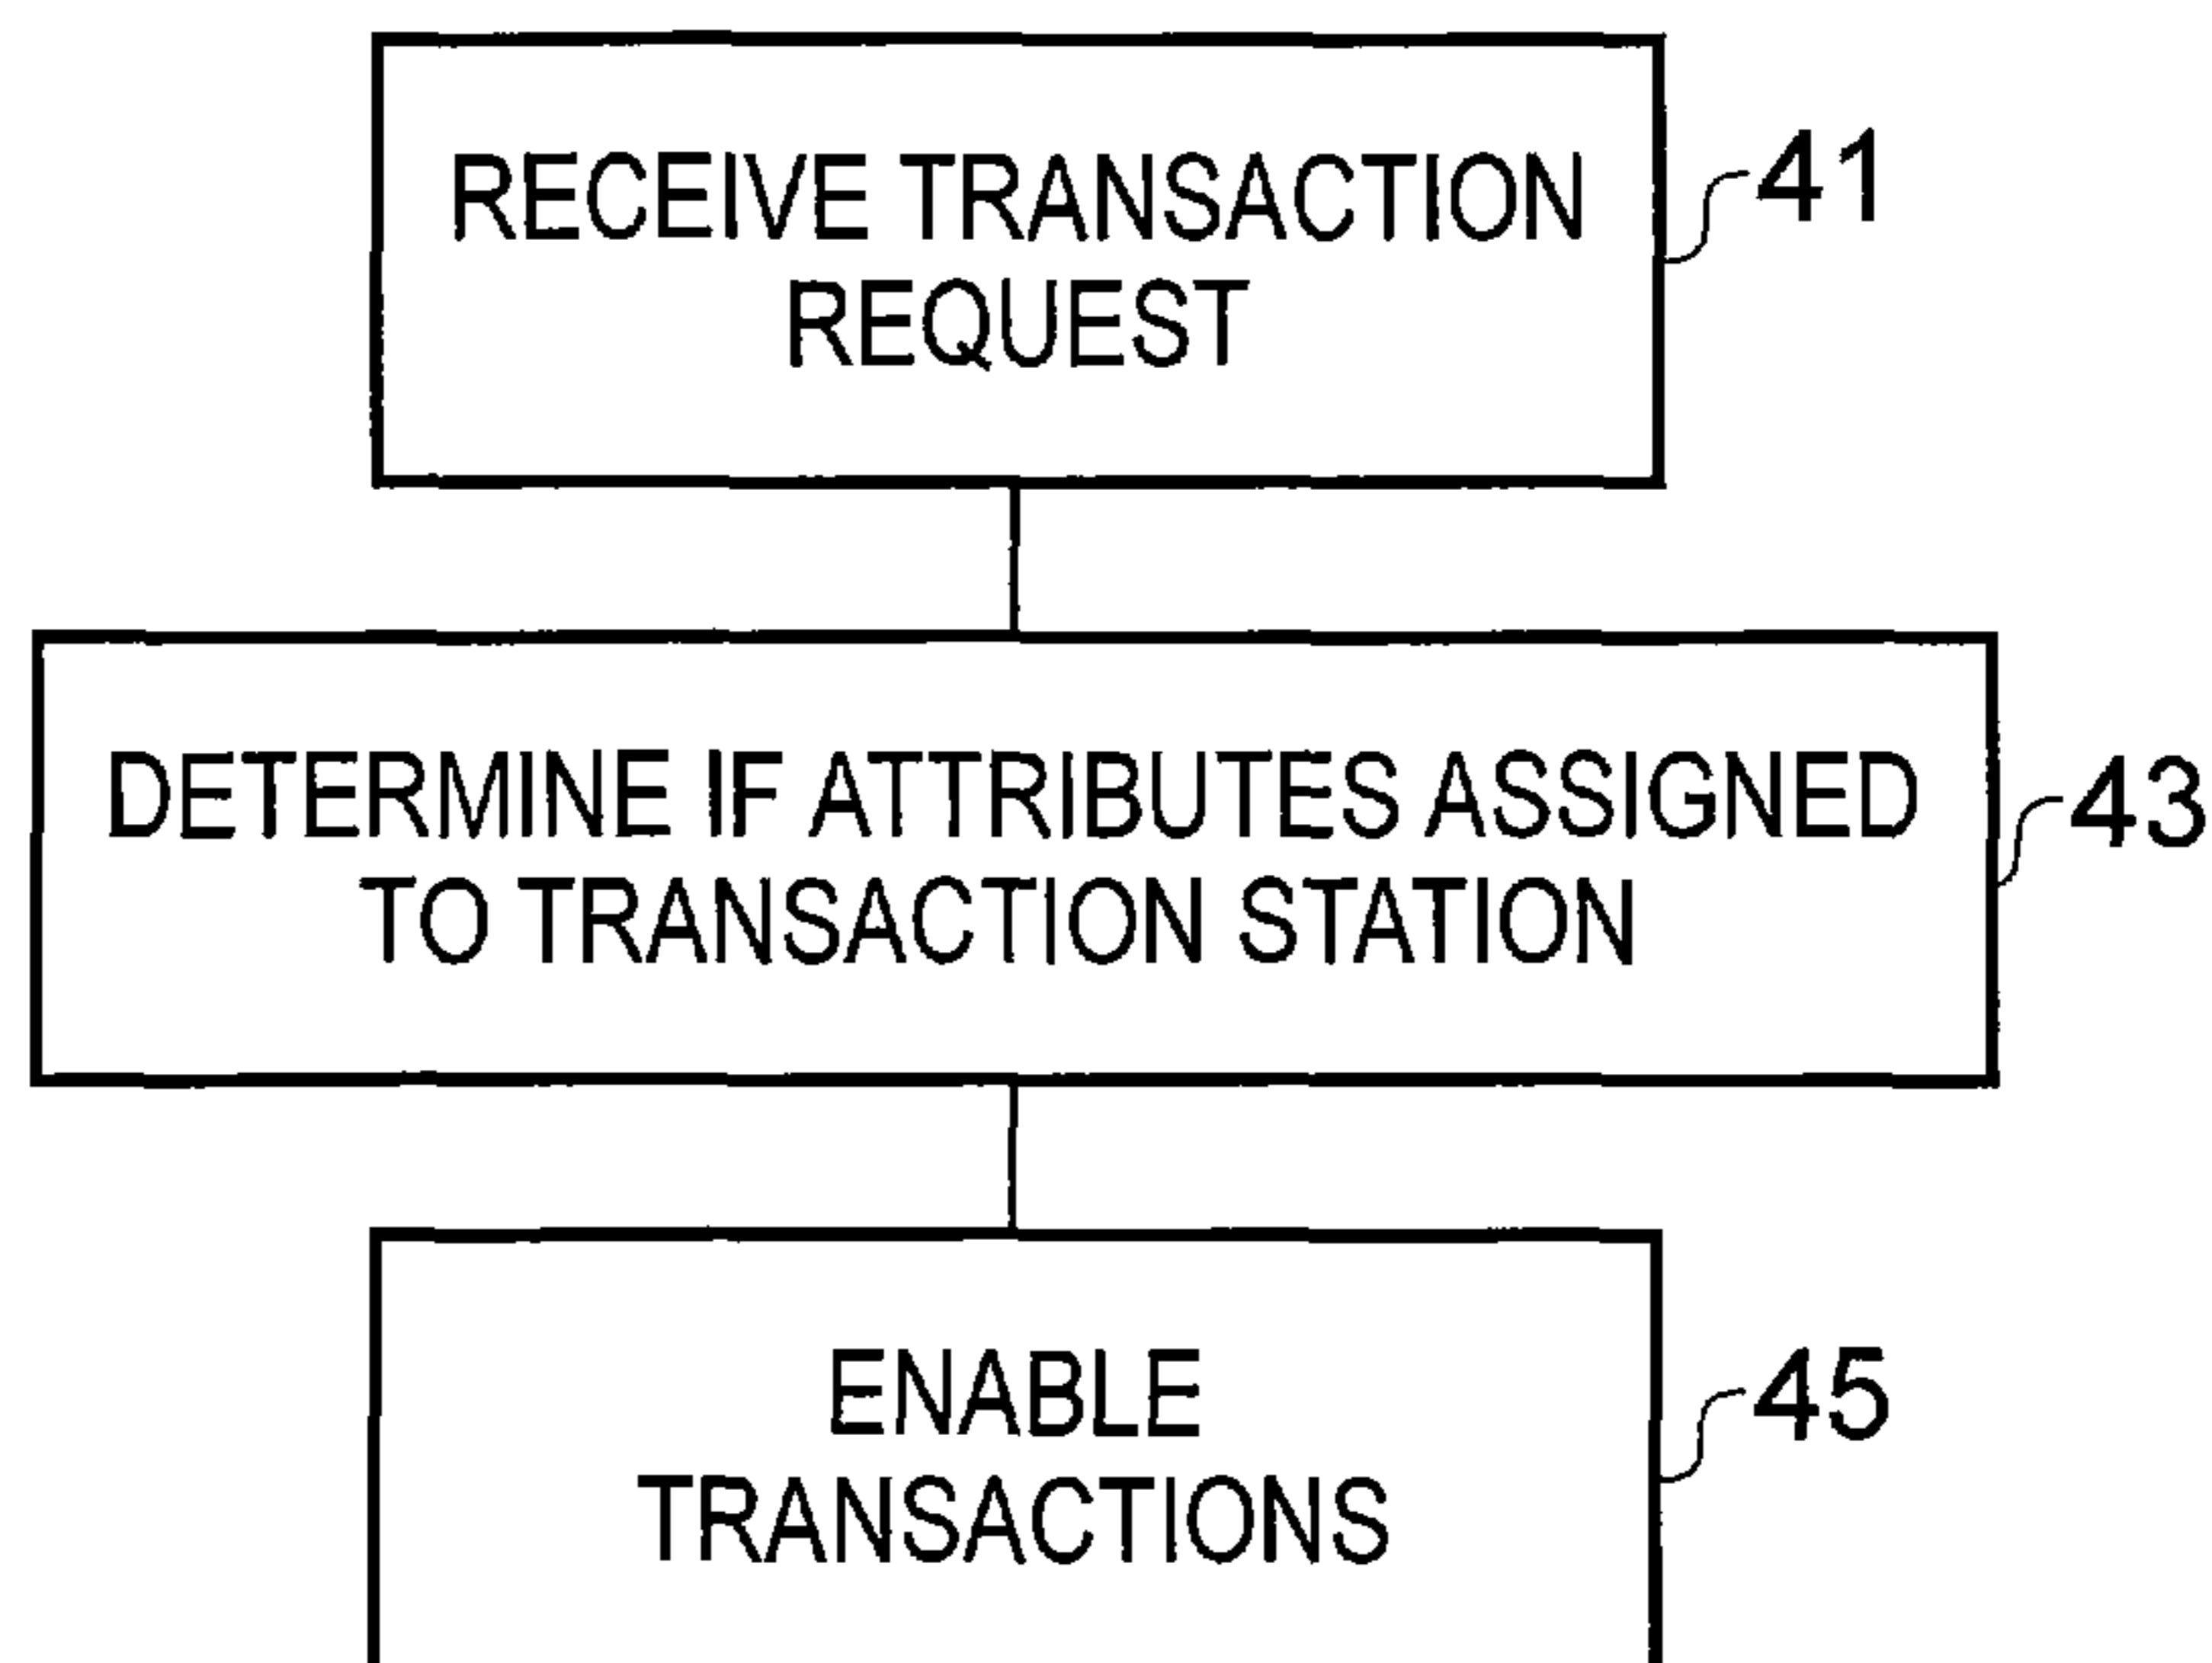 RECEIVE TRANSACTION
REQUEST
41
DETERMINE IF ATTRIBUTES ASSIGNED
TO TRANSACTION STATION
43
ENABLE
TRANSACTIONS
45